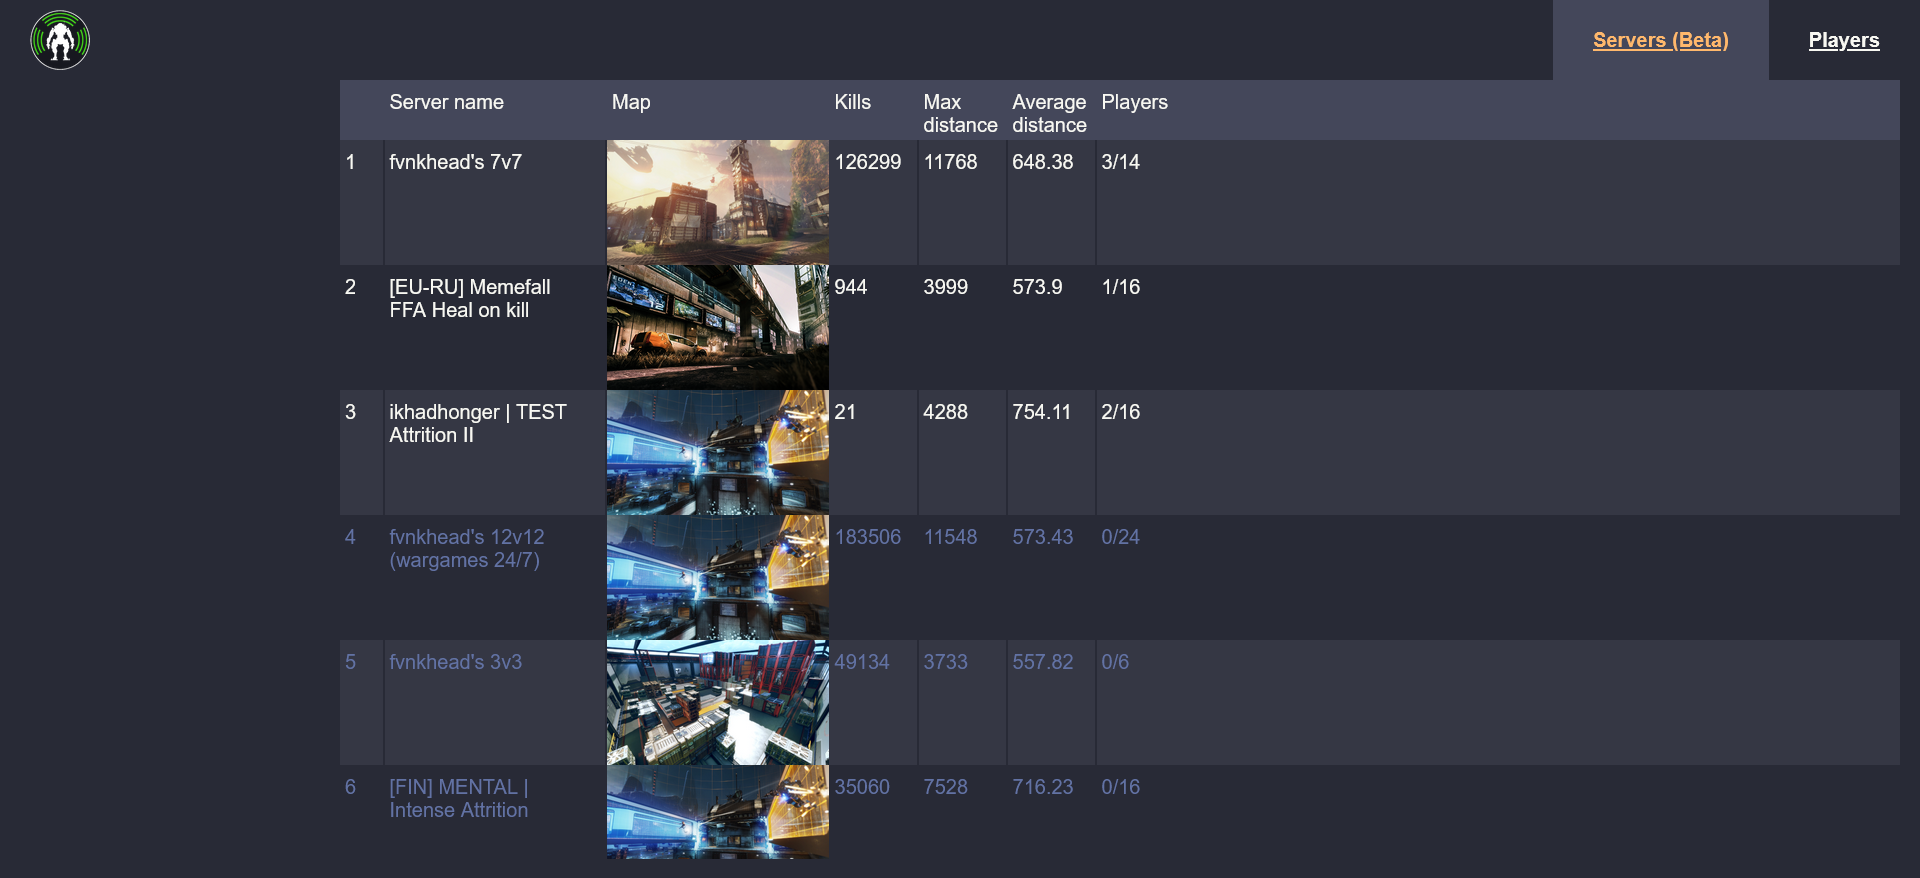 Servers (Beta)
Players
Server name
Map
Kills
Max distance
Average distance
Players
1
fvnkhead's 7v7
126299
11768
648.38
3/14
2
[EU-RU] Memefall
FFA Heal on kill
944
3999
573.9
1/16
3
ikhadhonger | TEST
Attrition II
21
4288
754.11
2/16
4
fvnkhead's 12v12
(wargames 24/7)
183506
11548
573.43
0/24
5
fvnkhead's 3v3
49134
3733
557.82
0/6
6
[FIN] MENTAL |
Intense Attrition
35060
7528
716.23
0/16